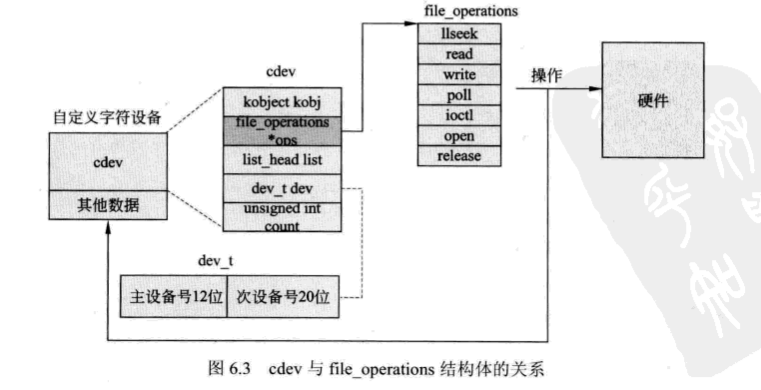 file_operations
llseek
read
write
poll
ioctl
open
release
操作
硬件
cdev
kobject kobj
file_operations
*ops
list_head list
dev_t dev
unsigned int
count
自定义字符设备
cdev
其他数据
dev_t
主设备号12位
次设备号20位
图 6.3 cdev 与 file_operations 结构体的关系